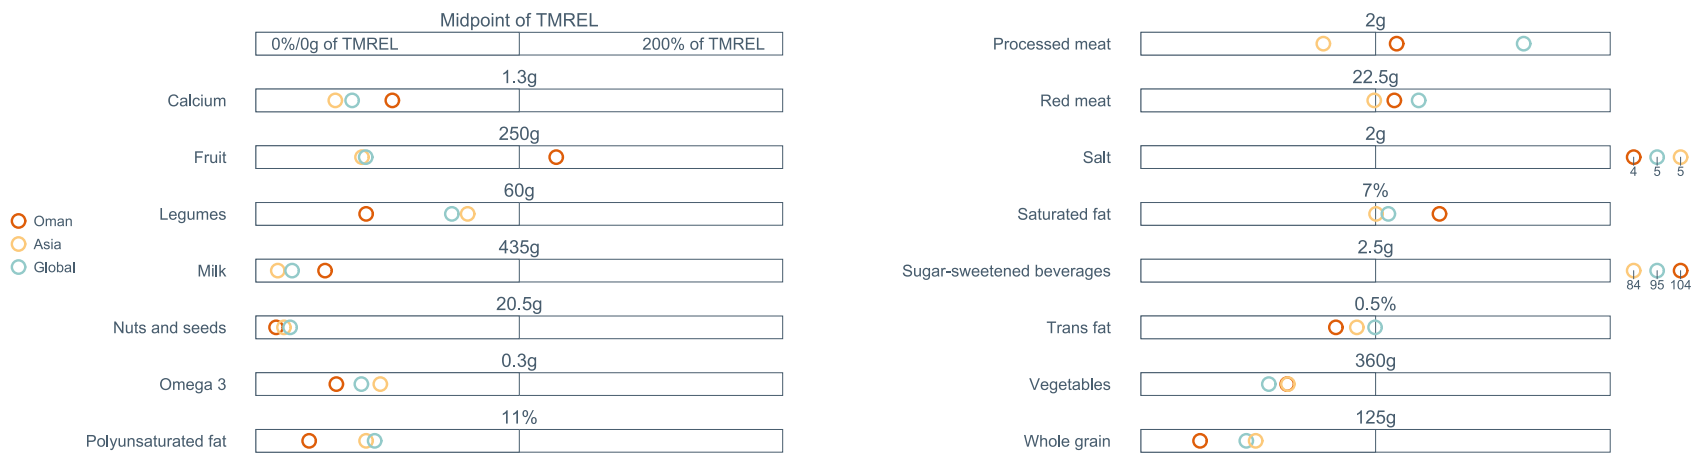 Midpoint of TMREL
0%/0g of TMREL 200% of TMREL
1.3g
Calcium
250g
Fruit
60g
Legumes
435g
Milk
20.5g
Nuts and seeds
0.3g
Omega 3
11%
Polyunsaturated fat
Oman
Asia
Global
2g
Processed meat
22.5g
Red meat
2g
Salt
4 5 5
7%
Saturated fat
2.5g
Sugar-sweetened beverages
84 95 104
0.5%
Trans fat
360g
Vegetables
125g
Whole grain